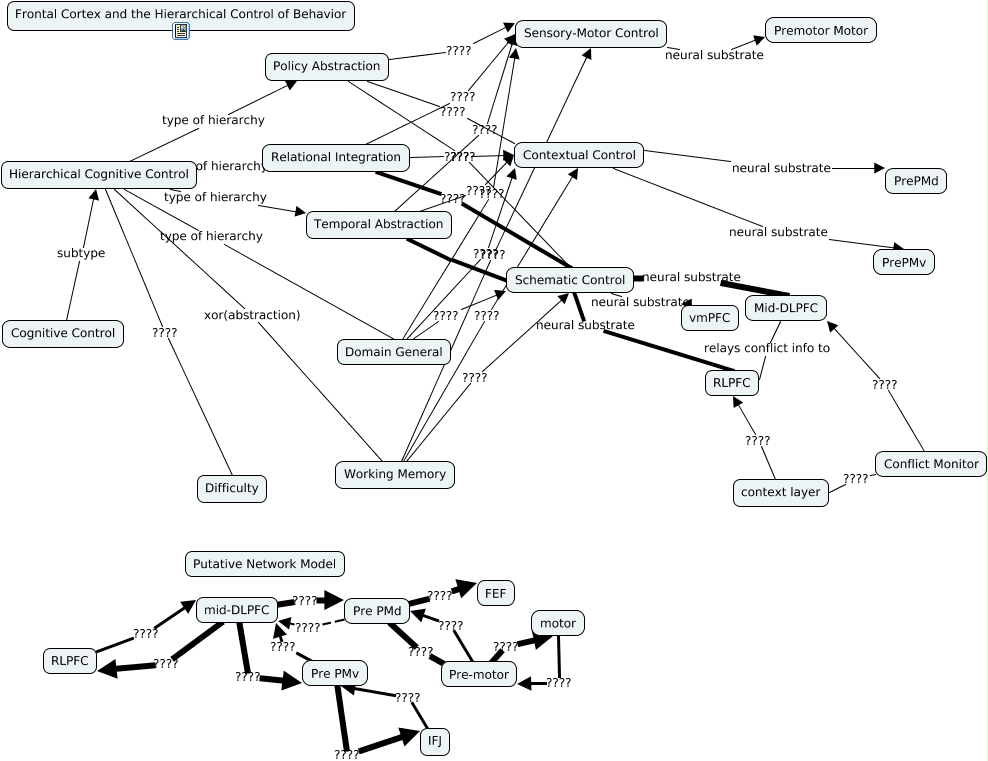 Frontal Cortex and the Hierarchical Control of Behavior
Sensory-Motor Control
Premotor Motor
????
neural substrate
Policy Abstraction
????
????
type of hierarchy
????
Relational Integration
????
Contextual Control
neural substrate
Hierarchical Cognitive Control
of hierarchy
PrePMd
type of hierarchy
????
????
????
Temporal Abstraction
type of hierarchy
neural substrate
subtype
????
????
PrePMv
Schematic Control
neural substrate
neural substrate
vmPFC
Mid-DLPFC
xor(abstraction)
????
????
neural substrate
Cognitive Control
????
Domain General
relays conflict info to
????
RLPFC
????
????
Working Memory
Conflict Monitor
????
Difficulty
context layer
Putative Network Model
FEF
????
????
mid-DLPFC
Pre PMd
motor
????
????
????
????
????
????
RLPFC
????
Pre PMv
Pre-motor
????
????
????
IFJ
????